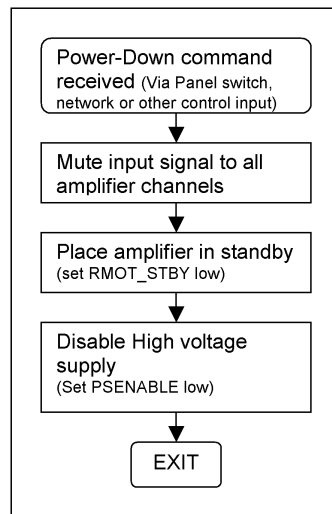 Power-Down command
received (Via Panel switch,
network or other control input)
Mute input signal to all
amplifier channels
Place amplifier in standby
(set RMOT_STBY low)
Disable High voltage
supply
(Set PSENABLE low)
EXIT